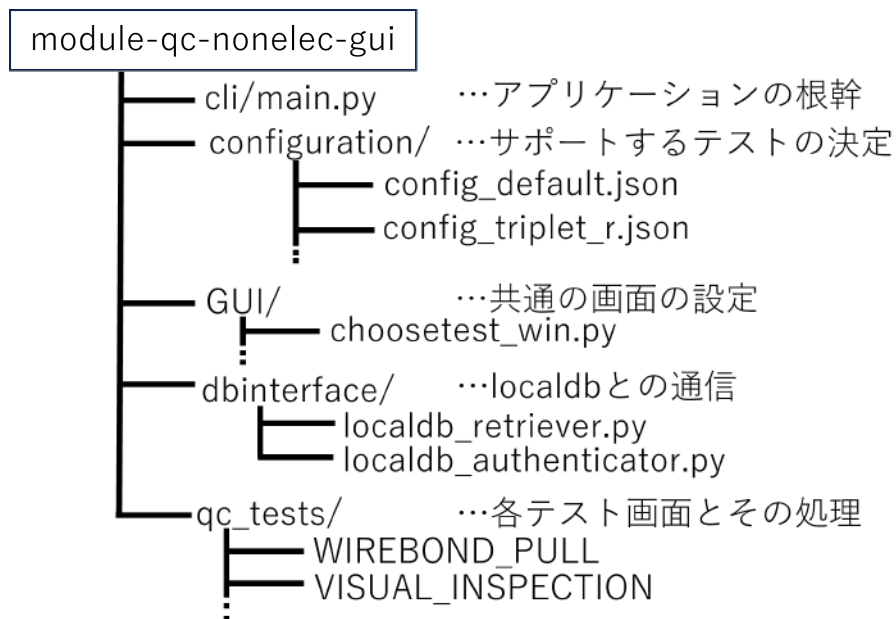 module-qc-nonelec-gui
cli/main.py …アプリケーションの根幹
configuration/ …サポートするテストの決定
config_default.json
config_triplet_r.json
GUI/ …共通の画面の設定
choosetest_win.py
dbinterface/ …localdbとの通信
localdb_retriever.py
localdb_authenticator.py
qc_tests/ …各テスト画面とその処理
WIREBOND_PULL
VISUAL_INSPECTION